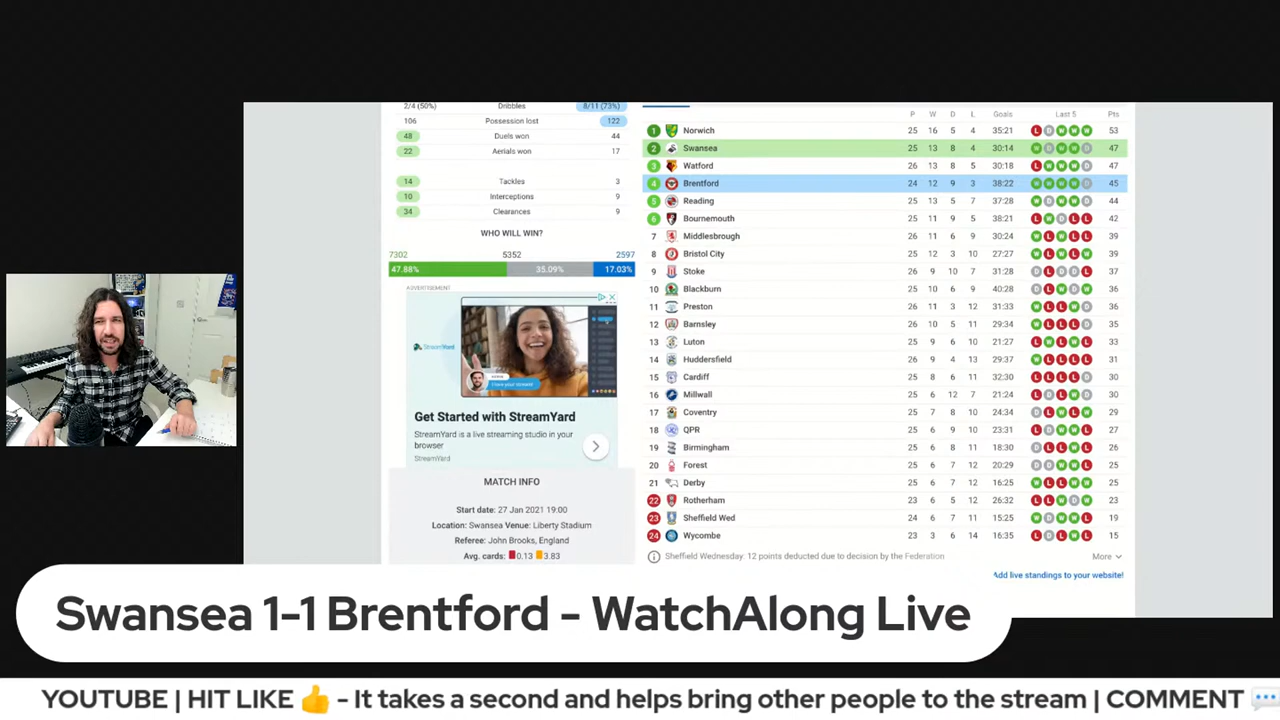 2/4 (50%) Dribbles 8/11 (73%)
106 Possession lost 122
48 Duels won 44
22 Aerials won 17
14 Tackles 3
10 Interceptions 9
34 Clearances 9
WHO WILL WIN?
7302 5352 2597
47.88% 35.09% 17.03%
ADVERTISEMENT
StreamYard
Get Started with StreamYard
StreamYard is a live streaming studio in your
browser
StreamYard
MATCH INFO
Start date: 27 Jan 2021 19:00
Location: Swansea Venue: Liberty Stadium
Referee: John Brooks, England
Avg. cards: 0.13 3.83
P W D L Goals Last 5 Pts
1 Norwich 25 16 5 4 35:21 L D W W W 53
2 Swansea 25 13 8 4 30:14 W D W W D 47
3 Watford 26 13 8 5 30:18 L W W W D 47
4 Brentford 24 12 9 3 38:22 W W W W D 45
5 Reading 25 13 5 7 37:28 W D W W D 44
6 Bournemouth 25 11 9 5 38:21 L W D L L 42
7 Middlesbrough 26 11 6 9 30:24 W L W L L 39
8 Bristol City 25 12 3 10 27:27 W L W L W 39
9 Stoke 26 9 10 7 31:28 D L D D L 37
10 Blackburn 25 10 6 9 40:28 D L W D W 36
11 Preston 26 11 3 12 31:33 W L L W L 36
12 Barnsley 26 10 5 11 29:34 W L L L D 35
13 Luton 25 9 6 10 21:27 L W L W L 33
14 Huddersfield 26 9 4 13 29:37 W L L L L 31
15 Cardiff 25 8 6 11 32:30 L L L L D 30
16 Millwall 25 6 12 7 21:24 L D L W D 30
17 Coventry 25 7 8 10 24:34 D L W L W 29
18 QPR 25 6 9 10 23:31 L D W W L 27
19 Birmingham 25 6 8 11 18:30 D L L W L 26
20 Forest 25 6 7 12 20:29 D D W W L 25
21 Derby 25 6 7 12 16:25 W L L W W 25
22 Rotherham 23 6 5 12 26:32 L L W D W 23
23 Sheffield Wed 24 6 7 11 15:25 W D W W L 19
24 Wycombe 23 3 6 14 16:35 L D L W L 15
Sheffield Wednesday: 12 points deducted due to decision by the Federation More
Add live standings to your website!
Swansea 1-1 Brentford - WatchAlong Live
YOUTUBE | HIT LIKE 👍 - It takes a second and helps bring other people to the stream | COMMENT 💬